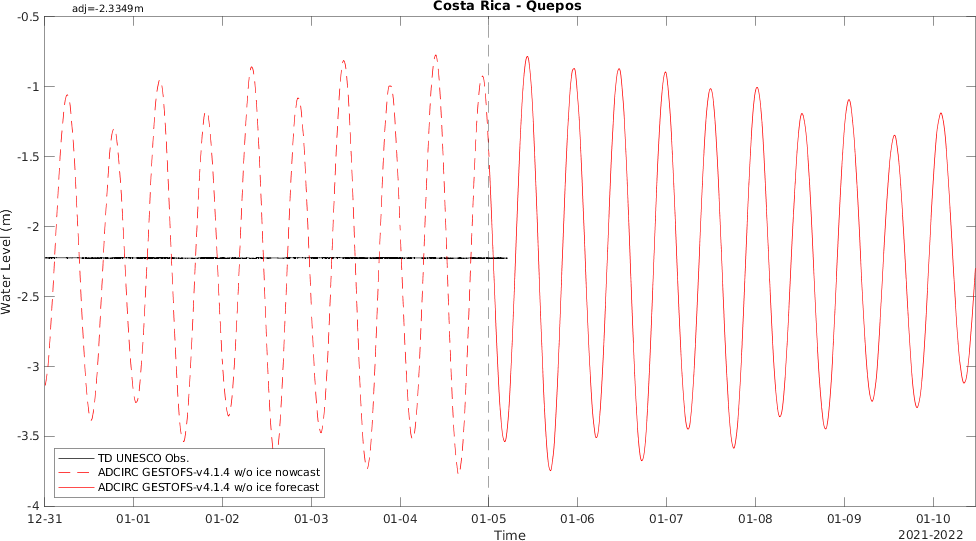 adj=-2.3349m
Costa Rica - Quepos
-0.5
-1
-1.5
-2
-2.5
-3
-3.5
-4
Water Level (m)
TD UNESCO Obs.
ADCIRC GESTOFS-v4.1.4 w/o ice nowcast
ADCIRC GESTOFS-v4.1.4 w/o ice forecast
12-31 01-01 01-02 01-03 01-04 01-05 01-06 01-07 01-08 01-09 01-10
Time
2021-2022